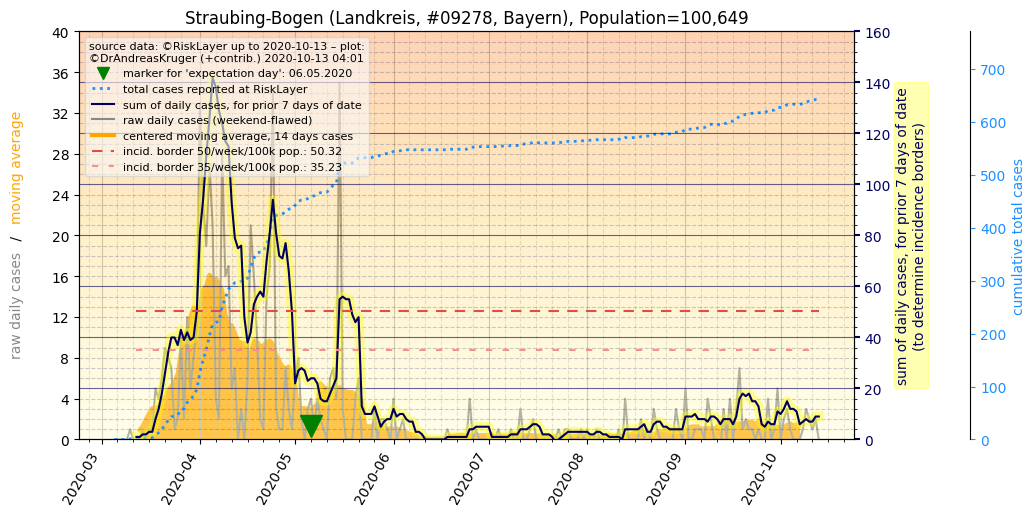 Straubing-Bogen (Landkreis, #09278, Bayern), Population=100,649
source data: ©RiskLayer up to 2020-10-13 – plot:
©DrAndreasKruger (+contrib.) 2020-10-13 04:01
marker for 'expectation day': 06.05.2020
total cases reported at RiskLayer
sum of daily cases, for prior 7 days of date
raw daily cases (weekend-flawed)
centered moving average, 14 days cases
incid. border 50/week/100k pop.: 50.32
incid. border 35/week/100k pop.: 35.23
raw daily cases / moving average
40
36
32
28
24
20
16
12
8
4
0
2020-03
2020-04
2020-05
2020-06
2020-07
2020-08
2020-09
2020-10
160
140
120
100
80
60
40
20
0
sum of daily cases, for prior 7 days of date
(to determine incidence borders)
700
600
500
400
300
200
100
0
cumulative total cases